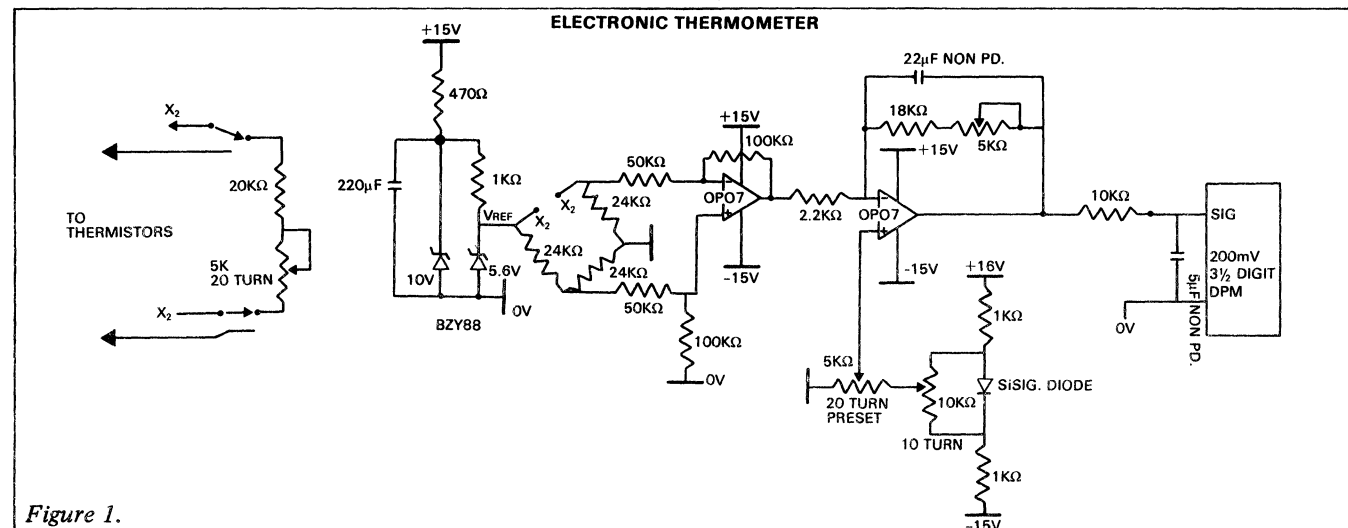 ELECTRONIC THERMOMETER
X₂
20KΩ
TO
THERMISTORS
5K
20 TURN
X₂
+15V
470Ω
220μF
1KΩ
VREF
10V
5.6V
BZY88
0V
X₂
24KΩ
24KΩ
24KΩ
50KΩ
50KΩ
+15V
100KΩ
OPO7
-15V
100KΩ
0V
2.2KΩ
22μF NON PD.
18KΩ
5KΩ
+15V
OPO7
-15V
5KΩ
20 TURN
PRESET
+16V
1KΩ
SiSIG. DIODE
10KΩ
10 TURN
1KΩ
-15V
10KΩ
5μF NON PD.
0V
SIG
200mV
3½ DIGIT
DPM
Figure 1.